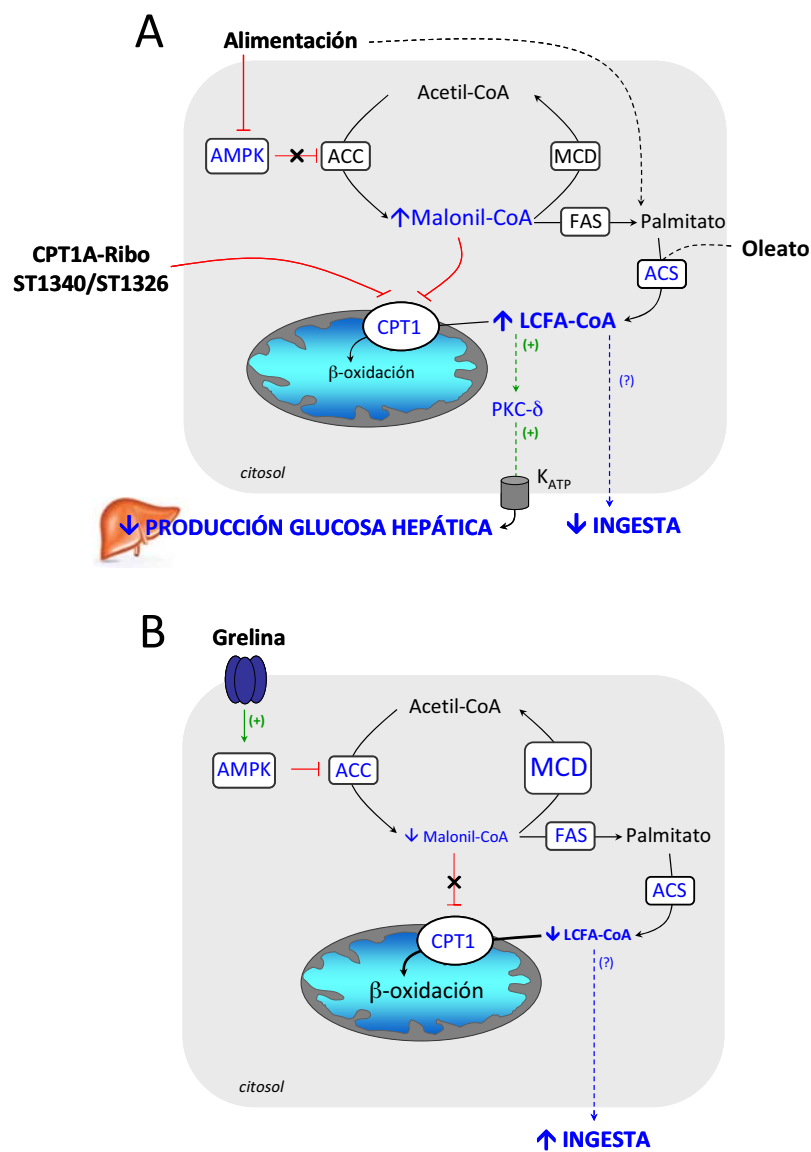 A
Alimentación
Acetil-CoA
AMPK
ACC
MCD
↑Malonil-CoA
FAS
Palmitato
CPT1A-Ribo
ST1340/ST1326
Oleato
ACS
CPT1
↑ LCFA-CoA
(+)
β-oxidación
(?)
PKC-δ
(+)
citosol
K_ATP
↓ PRODUCCIÓN GLUCOSA HEPÁTICA
↓ INGESTA
B
Grelina
Acetil-CoA
(+)
AMPK
ACC
MCD
↓ Malonil-CoA
FAS
Palmitato
ACS
CPT1
↓ LCFA-CoA
(?)
β-oxidación
citosol
↑ INGESTA